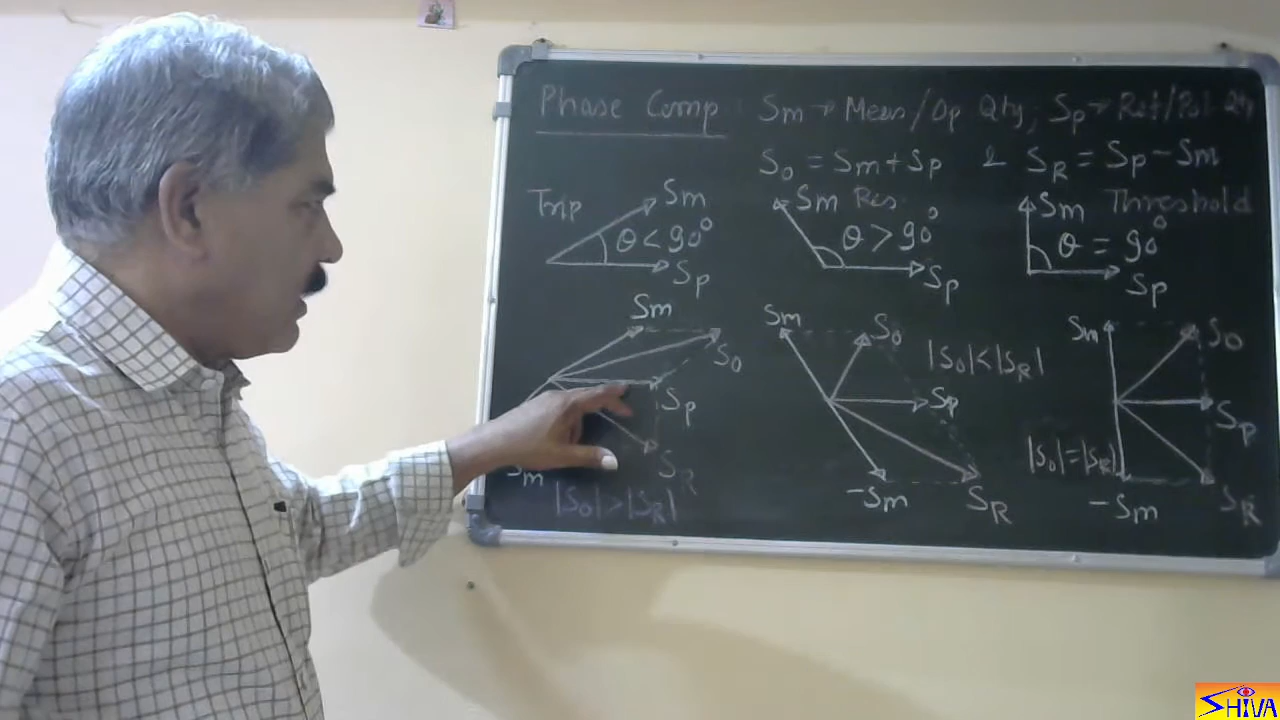 Phase Comp : Sm → Meas/Op Qty, Sp → Ref/Pol Qty
So = Sm + Sp & SR = Sp - Sm
Trip Sm θ < 90° Sp
Sm Res. θ > 90° Sp
Sm Threshold θ = 90° Sp
Sm So Sp SR Sm
|So| > |SR|
Sm So |So| < |SR| Sp -Sm SR
Sm So Sp |So| = |SR| -Sm SR
SHIVA